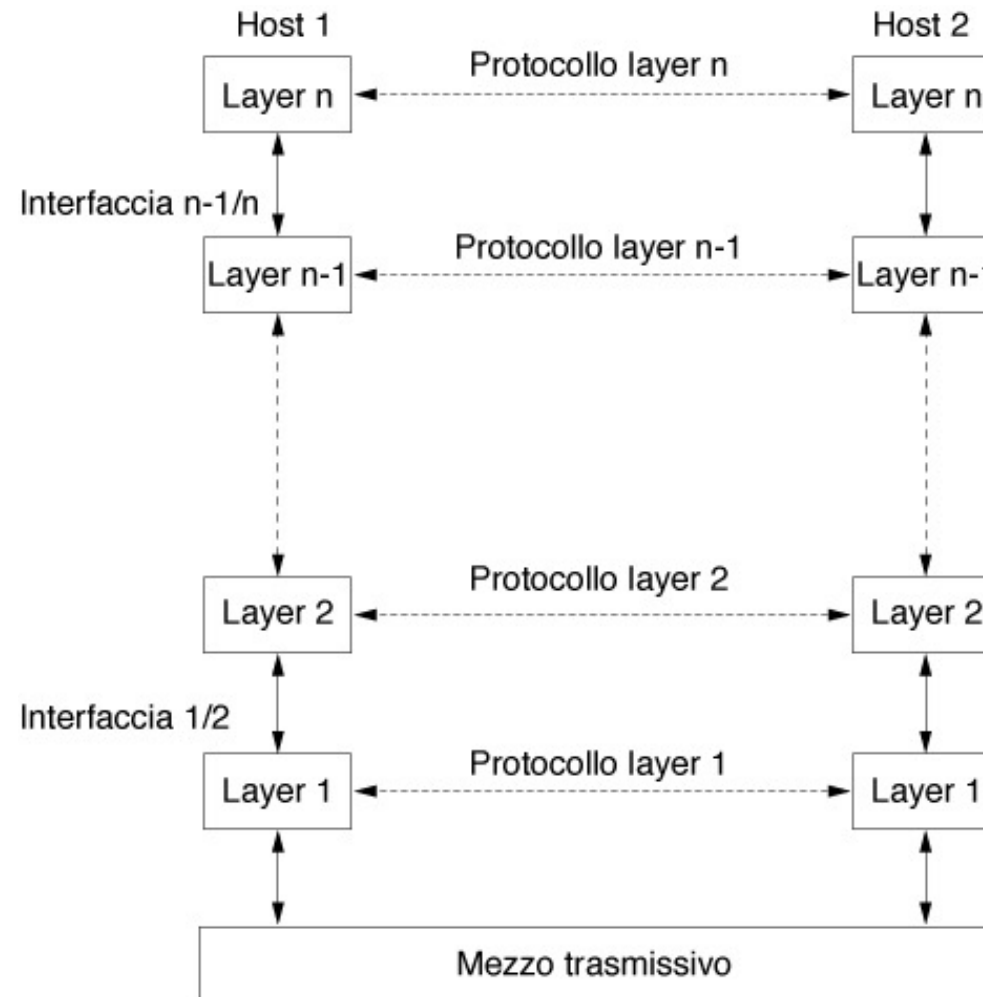 Host 1
Host 2
Protocollo layer n
Layer n
Layer n
Interfaccia n-1/n
Protocollo layer n-1
Layer n-1
Layer n-1
Protocollo layer 2
Layer 2
Layer 2
Interfaccia 1/2
Protocollo layer 1
Layer 1
Layer 1
Mezzo trasmissivo